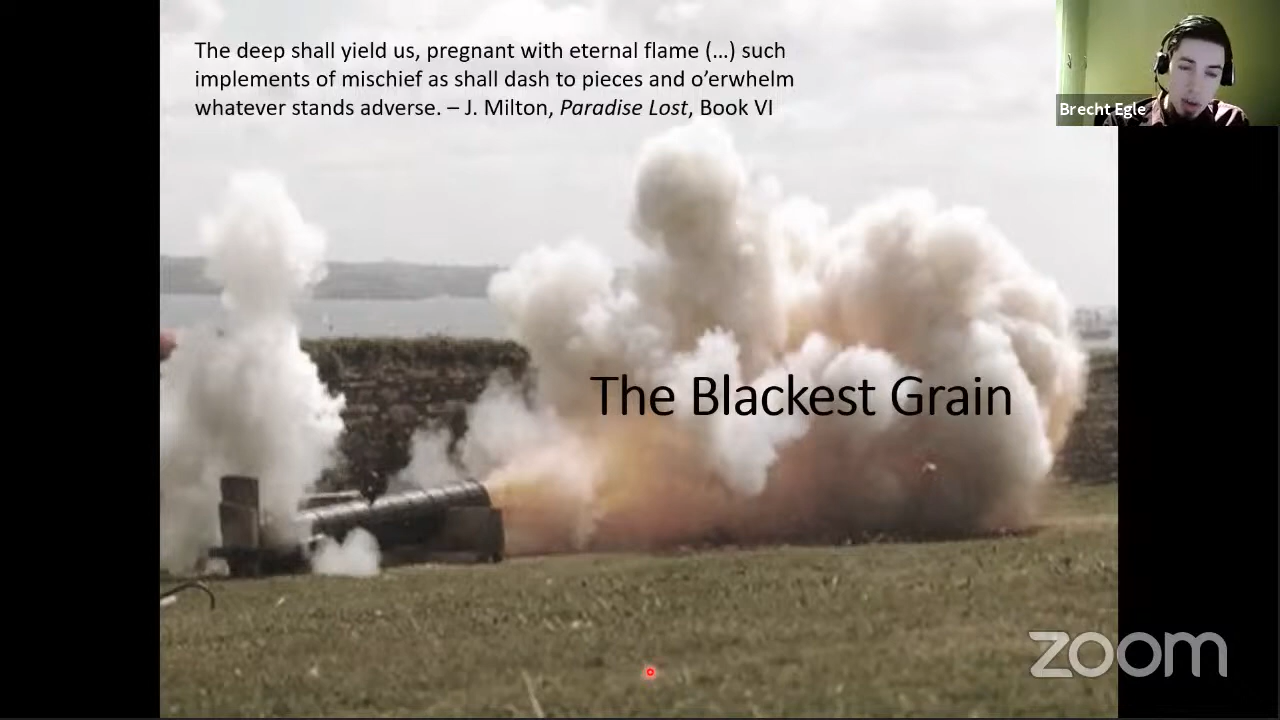 The deep shall yield us, pregnant with eternal flame (…) such
implements of mischief as shall dash to pieces and o’erwhelm
whatever stands adverse. – J. Milton, Paradise Lost, Book VI
Brecht Egle
The Blackest Grain
zoom